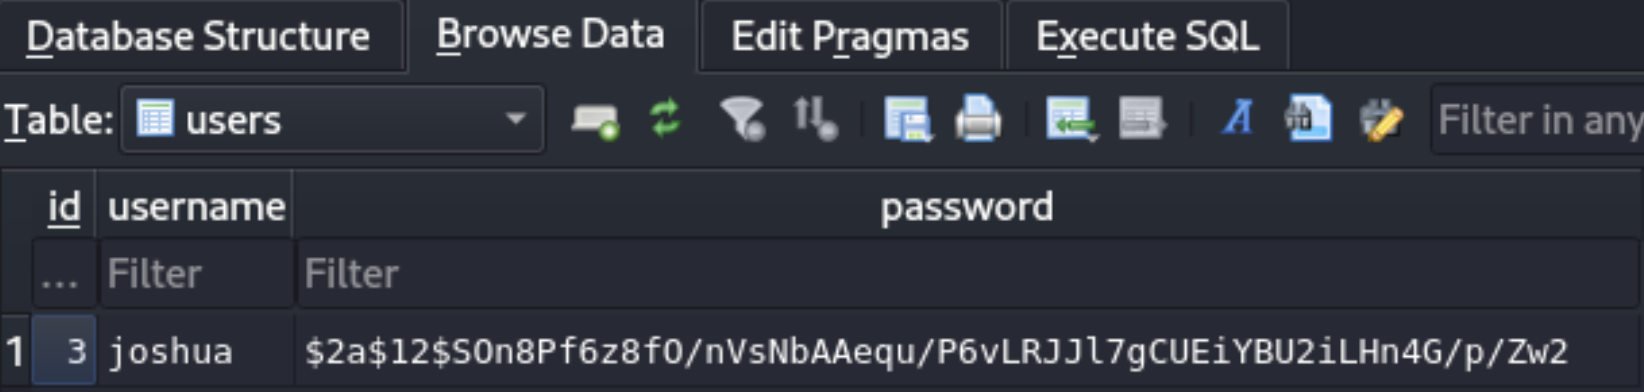 Database Structure Browse Data Edit Pragmas Execute SQL
Table: users Filter in any
id username password
... Filter Filter
1 3 joshua $2a$12$SOn8Pf6z8fO/nVsNbAAequ/P6vLRJJl7gCUEiYBU2iLHn4G/p/Zw2